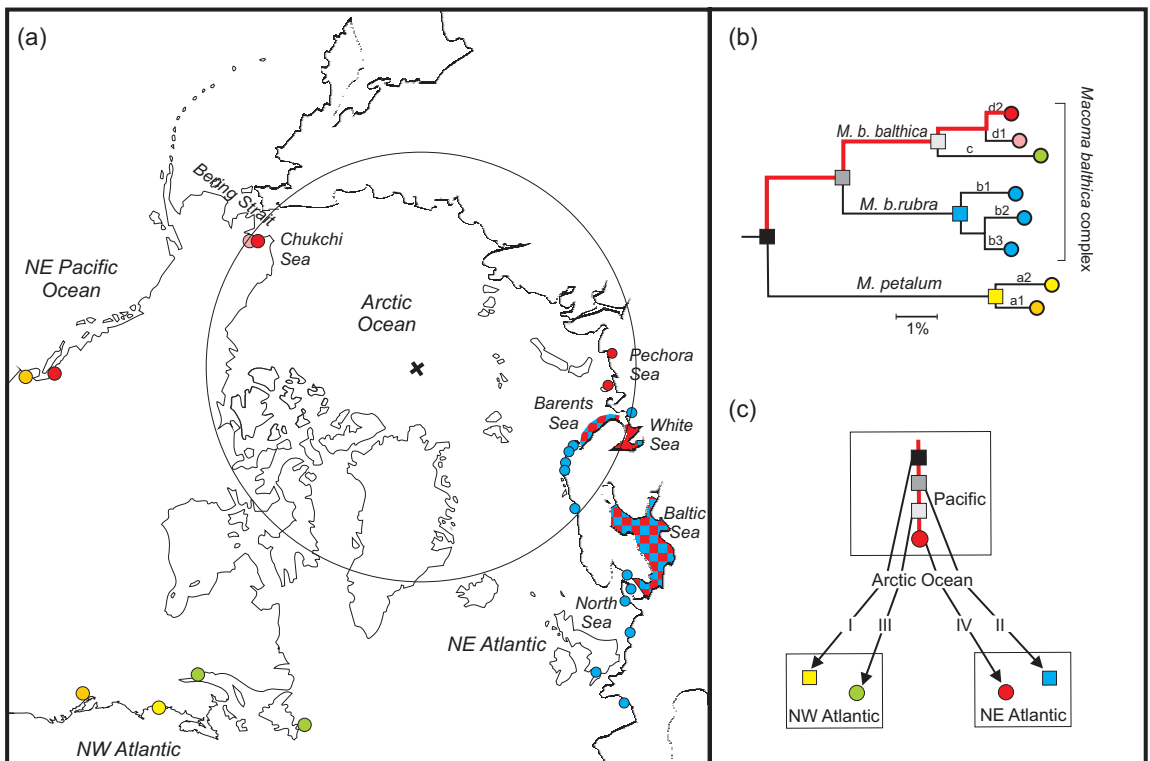 (a)
Bering Strait
Chukchi
Sea
NE Pacific
Ocean
Arctic
Ocean
Pechora
Sea
Barents
Sea
White
Sea
Baltic
Sea
North
Sea
NE Atlantic
NW Atlantic
(b)
d2
M. b. balthica
d1
c
b1
M. b.rubra
b2
b3
a2
M. petalum
a1
Macoma balthica complex
1%
(c)
Pacific
Arctic Ocean
I
III
IV
II
NW Atlantic
NE Atlantic